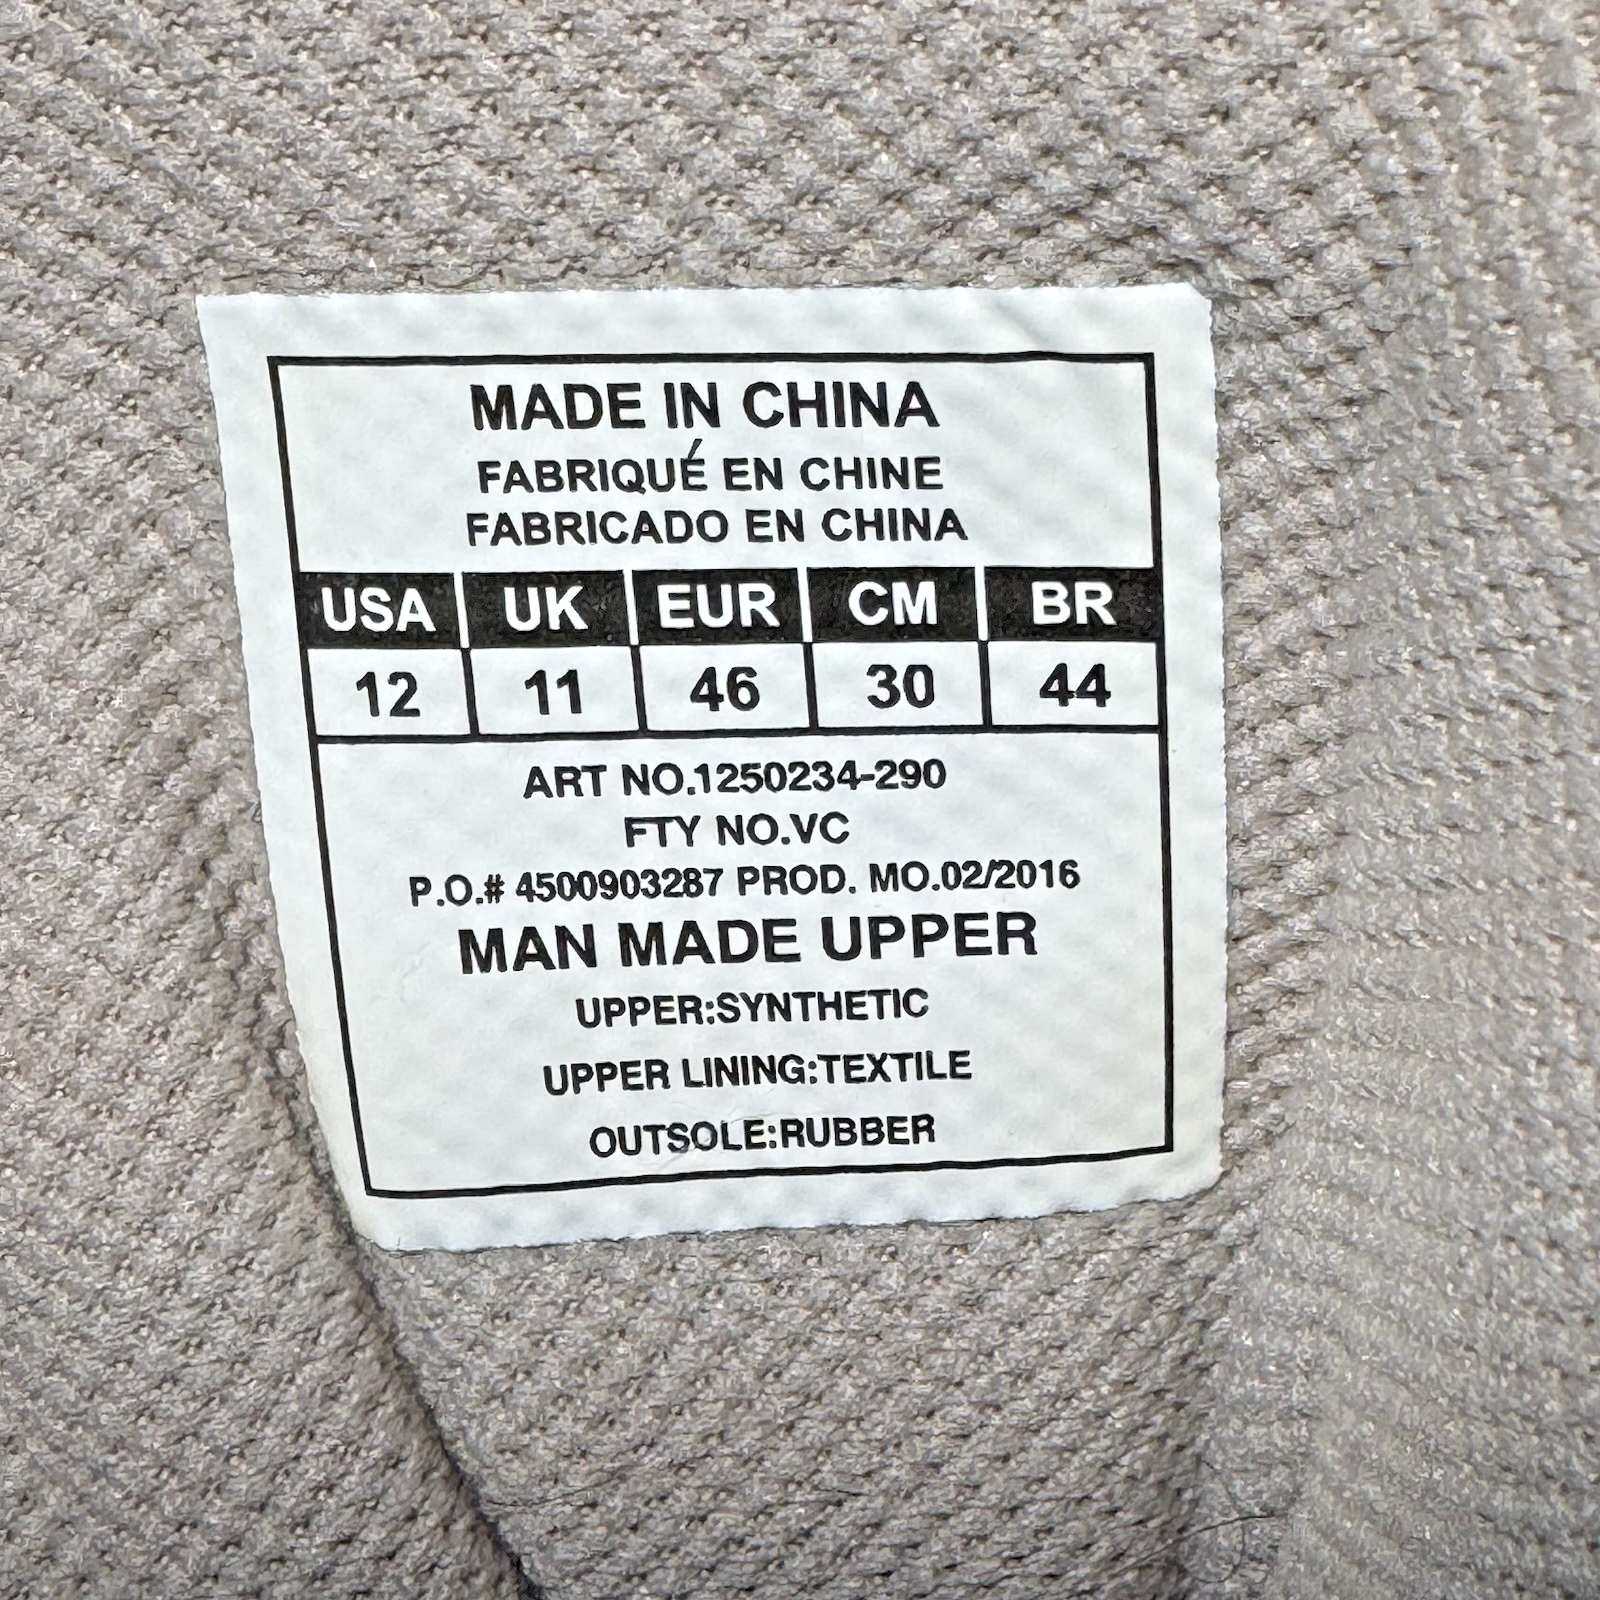 MADE IN CHINA
FABRIQUÉ EN CHINE
FABRICADO EN CHINA
USA UK EUR CM BR
12 11 46 30 44
ART NO.1250234-290
FTY NO.VC
P.O.# 4500903287 PROD. MO.02/2016
MAN MADE UPPER
UPPER:SYNTHETIC
UPPER LINING:TEXTILE
OUTSOLE:RUBBER